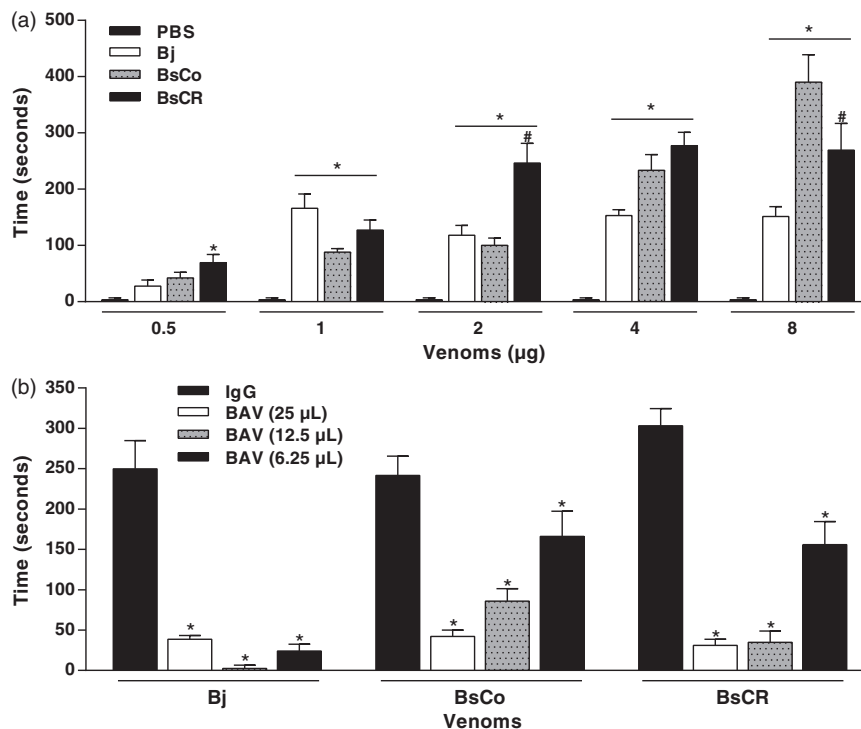 (a)
PBS
Bj
BsCo
BsCR
500
400
300
200
100
0
Time (seconds)
*
*
*
#
*
*
#
0.5 1 2 4 8
Venoms (µg)
(b)
IgG
BAV (25 µL)
BAV (12.5 µL)
BAV (6.25 µL)
350
300
250
200
150
100
50
0
Time (seconds)
* * *
* * *
* * *
Bj BsCo BsCR
Venoms